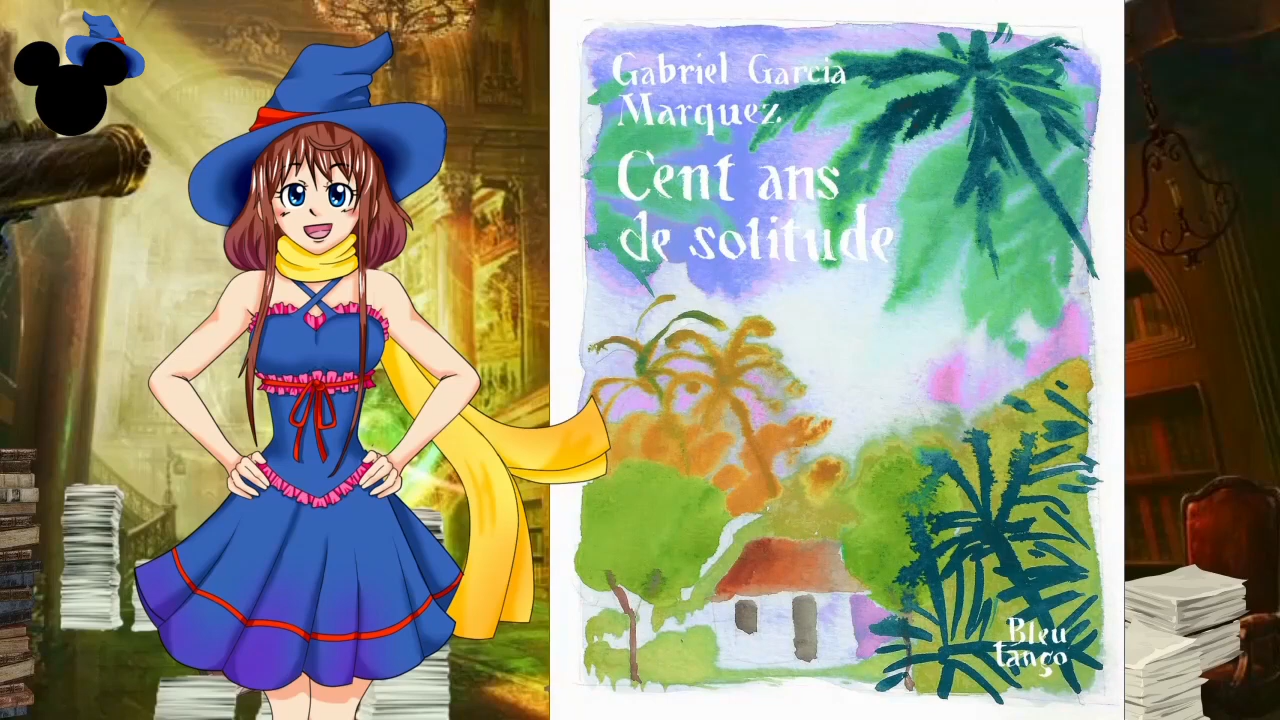 Gabriel Garcia
Marquez
Cent ans
de solitude
Bleu
tango